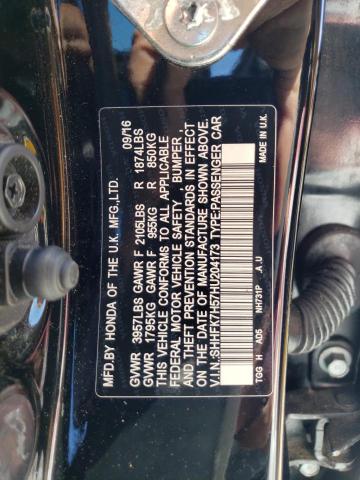 MFD.BY HONDA OF THE U.K. MFG.,LTD. 09/16
GVWR 3957LBS GAWR F 2105LBS R 1874LBS
GVWR 1795KG GAWR F 955KG R 850KG
THIS VEHICLE CONFORMS TO ALL APPLICABLE
FEDERAL MOTOR VEHICLE SAFETY , BUMPER ,
AND THEFT PREVENTION STANDARDS IN EFFECT
ON THE DATE OF MANUFACTURE SHOWN ABOVE.
V.I.N.:SHHFK7H57HU204173 TYPE:PASSENGER CAR
TGG H AD5 NH731P .A.U MADE IN U.K.